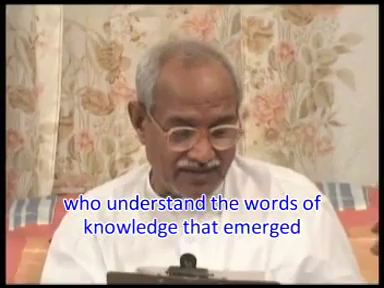 who understand the words of
knowledge that emerged